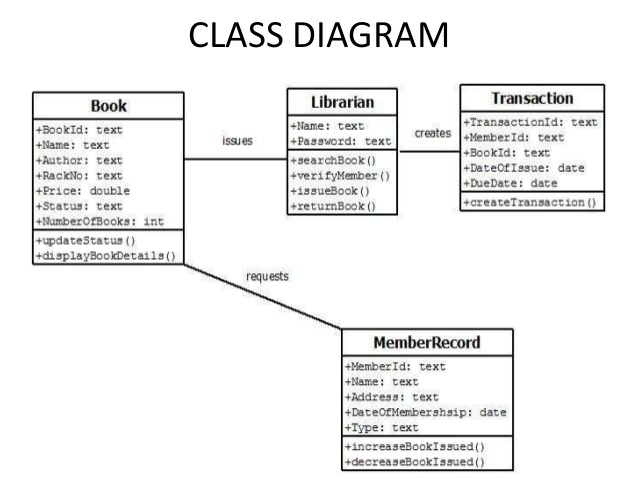 CLASS DIAGRAM
Book
+BookId: text
+Name: text
+Author: text
+RackNo: text
+Price: double
+Status: text
+NumberOfBooks: int
+updateStatus()
+displayBookDetails()
issues
Librarian
+Name: text
+Password: text
+searchBook()
+verifyMember()
+issueBook()
+returnBook()
creates
Transaction
+TransactionId: text
+MemberId: text
+BookId: text
+DateOfIssue: date
+DueDate: date
+createTransaction()
requests
MemberRecord
+MemberId: text
+Name: text
+Address: text
+DateOfMembershsip: date
+Type: text
+increaseBookIssued()
+decreaseBookIssued()